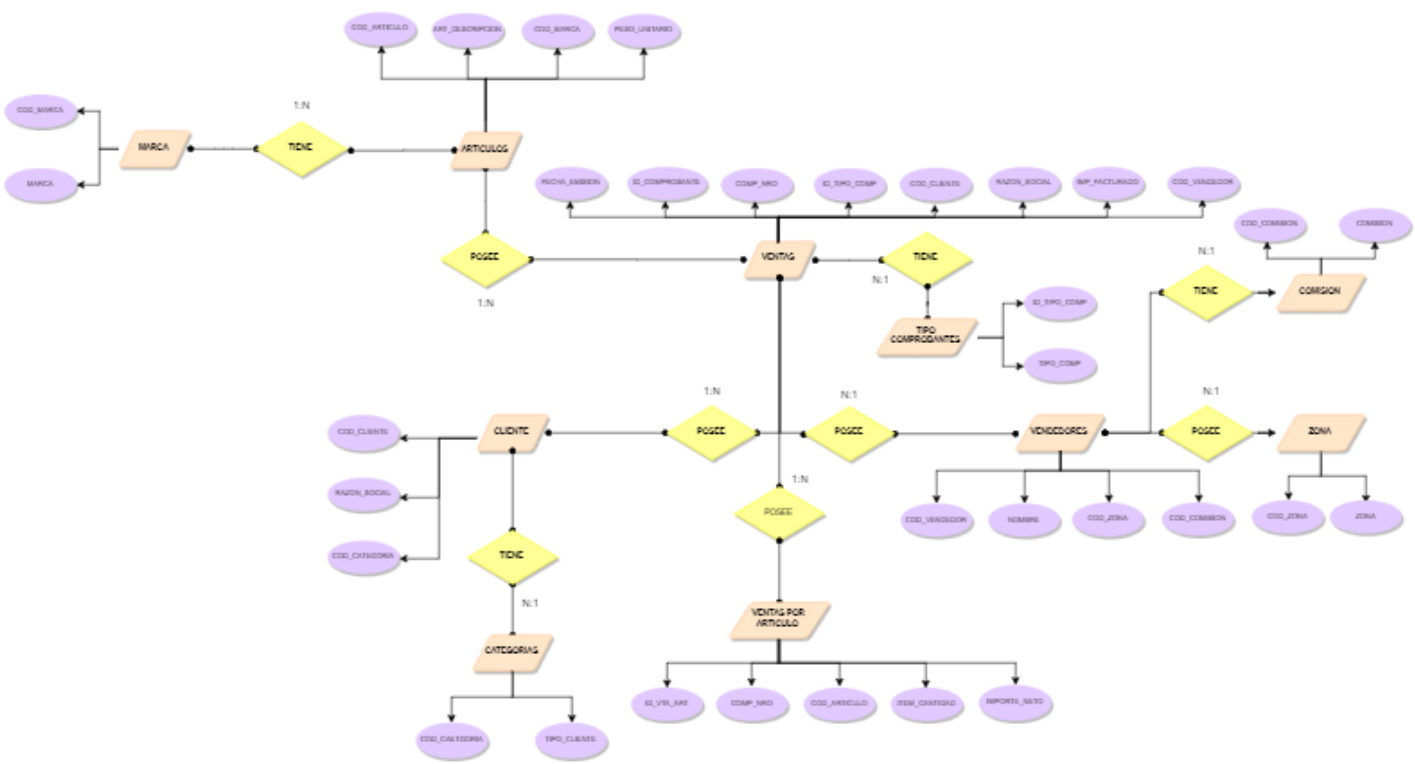 COD_ARTICULO
ART_DESCRIPCION
COD_MARCA
1:N
COD_MARCA
MARCA
TIENE
ARTICULOS
MARCA
FECHA_EMISION
ID_COMPROBANTE
COMP_NRO
ID_TIPO_COMP
COD_CLIENTE
RAZON_SOCIAL
IMP_FACTURADO
COD_VENDEDOR
COD_COMISION
COMISION
POSEE
VENTAS
TIENE
N:1
N:1
TIENE
COMISION
1:N
ID_TIPO_COMP
TIPO
COMPROBANTES
TIPO_COMP
1:N
N:1
N:1
COD_CLIENTE
CLIENTE
POSEE
POSEE
VENDEDORES
POSEE
ZONA
1:N
RAZON_SOCIAL
POSEE
COD_VENDEDOR
NOMBRE
COD_ZONA
COD_COMISION
COD_ZONA
ZONA
COD_CATEGORIA
TIENE
N:1
VENTAS POR
ARTICULO
CATEGORIAS
ID_VTA_ART
COMP_NRO
COD_ARTICULO
ITEM_CANTIDAD
IMPORTE_NETO
COD_CAETGORIA
TIPO_CLIENTE